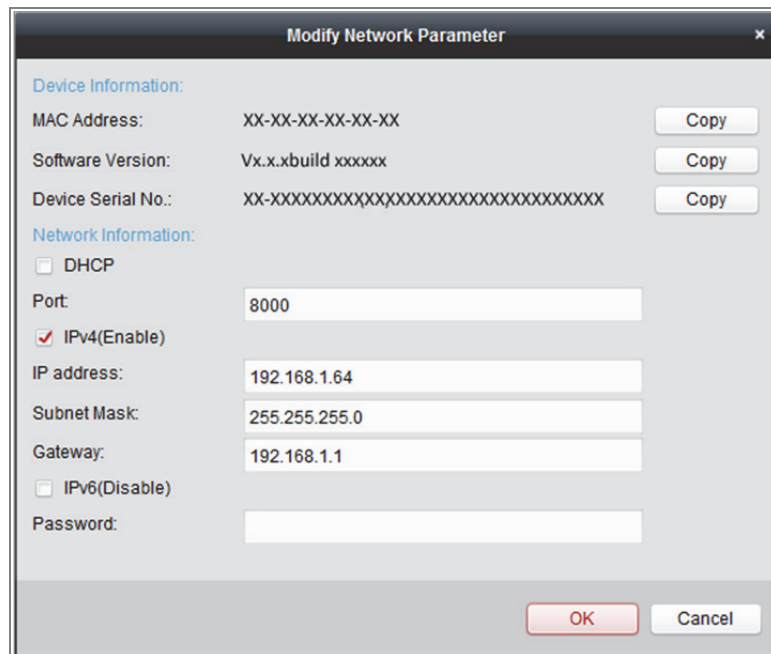 Modify Network Parameter ×
Device Information:
MAC Address: XX-XX-XX-XX-XX-XX Copy
Software Version: Vx.x.xbuild xxxxxx Copy
Device Serial No.: XX-XXXXXXXXXXXXXXXXXXXXXXXXXXXXXXXXX Copy
Network Information:
DHCP
Port: 8000
IPv4(Enable)
IP address: 192.168.1.64
Subnet Mask: 255.255.255.0
Gateway: 192.168.1.1
IPv6(Disable)
Password:
OK Cancel